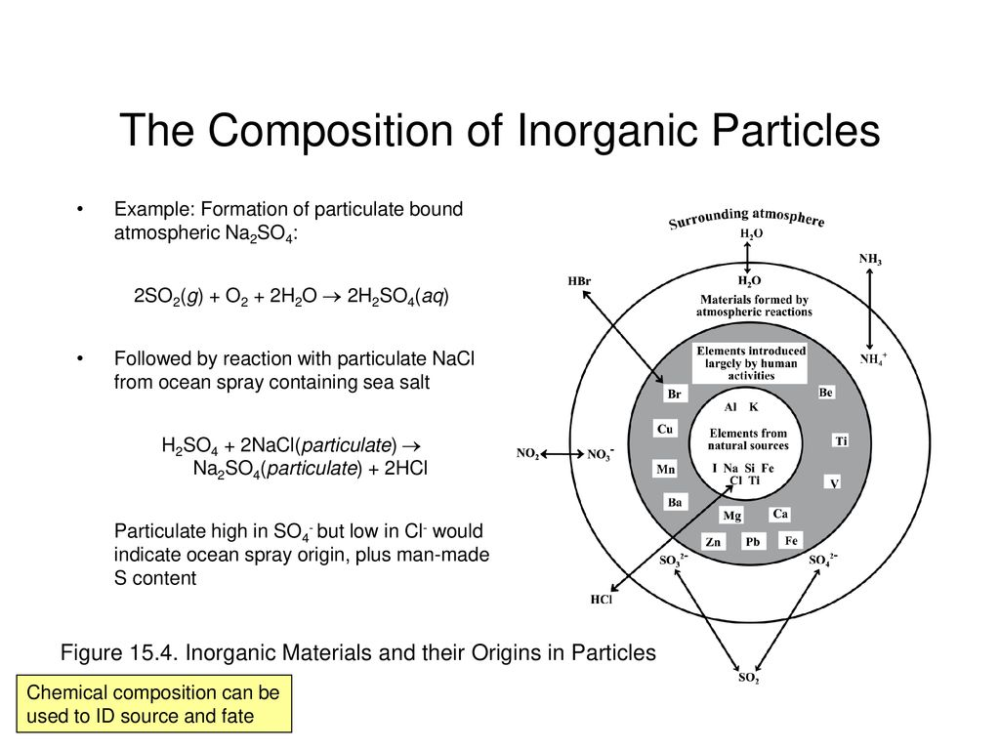 The Composition of Inorganic Particles
• Example: Formation of particulate bound
atmospheric Na₂SO₄:
2SO₂(g) + O₂ + 2H₂O → 2H₂SO₄(aq)
• Followed by reaction with particulate NaCl
from ocean spray containing sea salt
H₂SO₄ + 2NaCl(particulate) →
Na₂SO₄(particulate) + 2HCl
Particulate high in SO₄⁻ but low in Cl⁻ would
indicate ocean spray origin, plus man-made
S content
Surrounding atmosphere
H₂O
NH₃
HBr
H₂O
Materials formed by
atmospheric reactions
Elements introduced
largely by human
activities
NH₄⁺
Br
Be
Al K
Cu
Elements from
natural sources
Ti
NO₂
NO₃⁻
Mn
I Na Si Fe
Cl Ti
V
Ba
Mg
Ca
Zn
Pb
Fe
SO₃²⁻
SO₄²⁻
HCl
SO₂
Figure 15.4. Inorganic Materials and their Origins in Particles
Chemical composition can be
used to ID source and fate